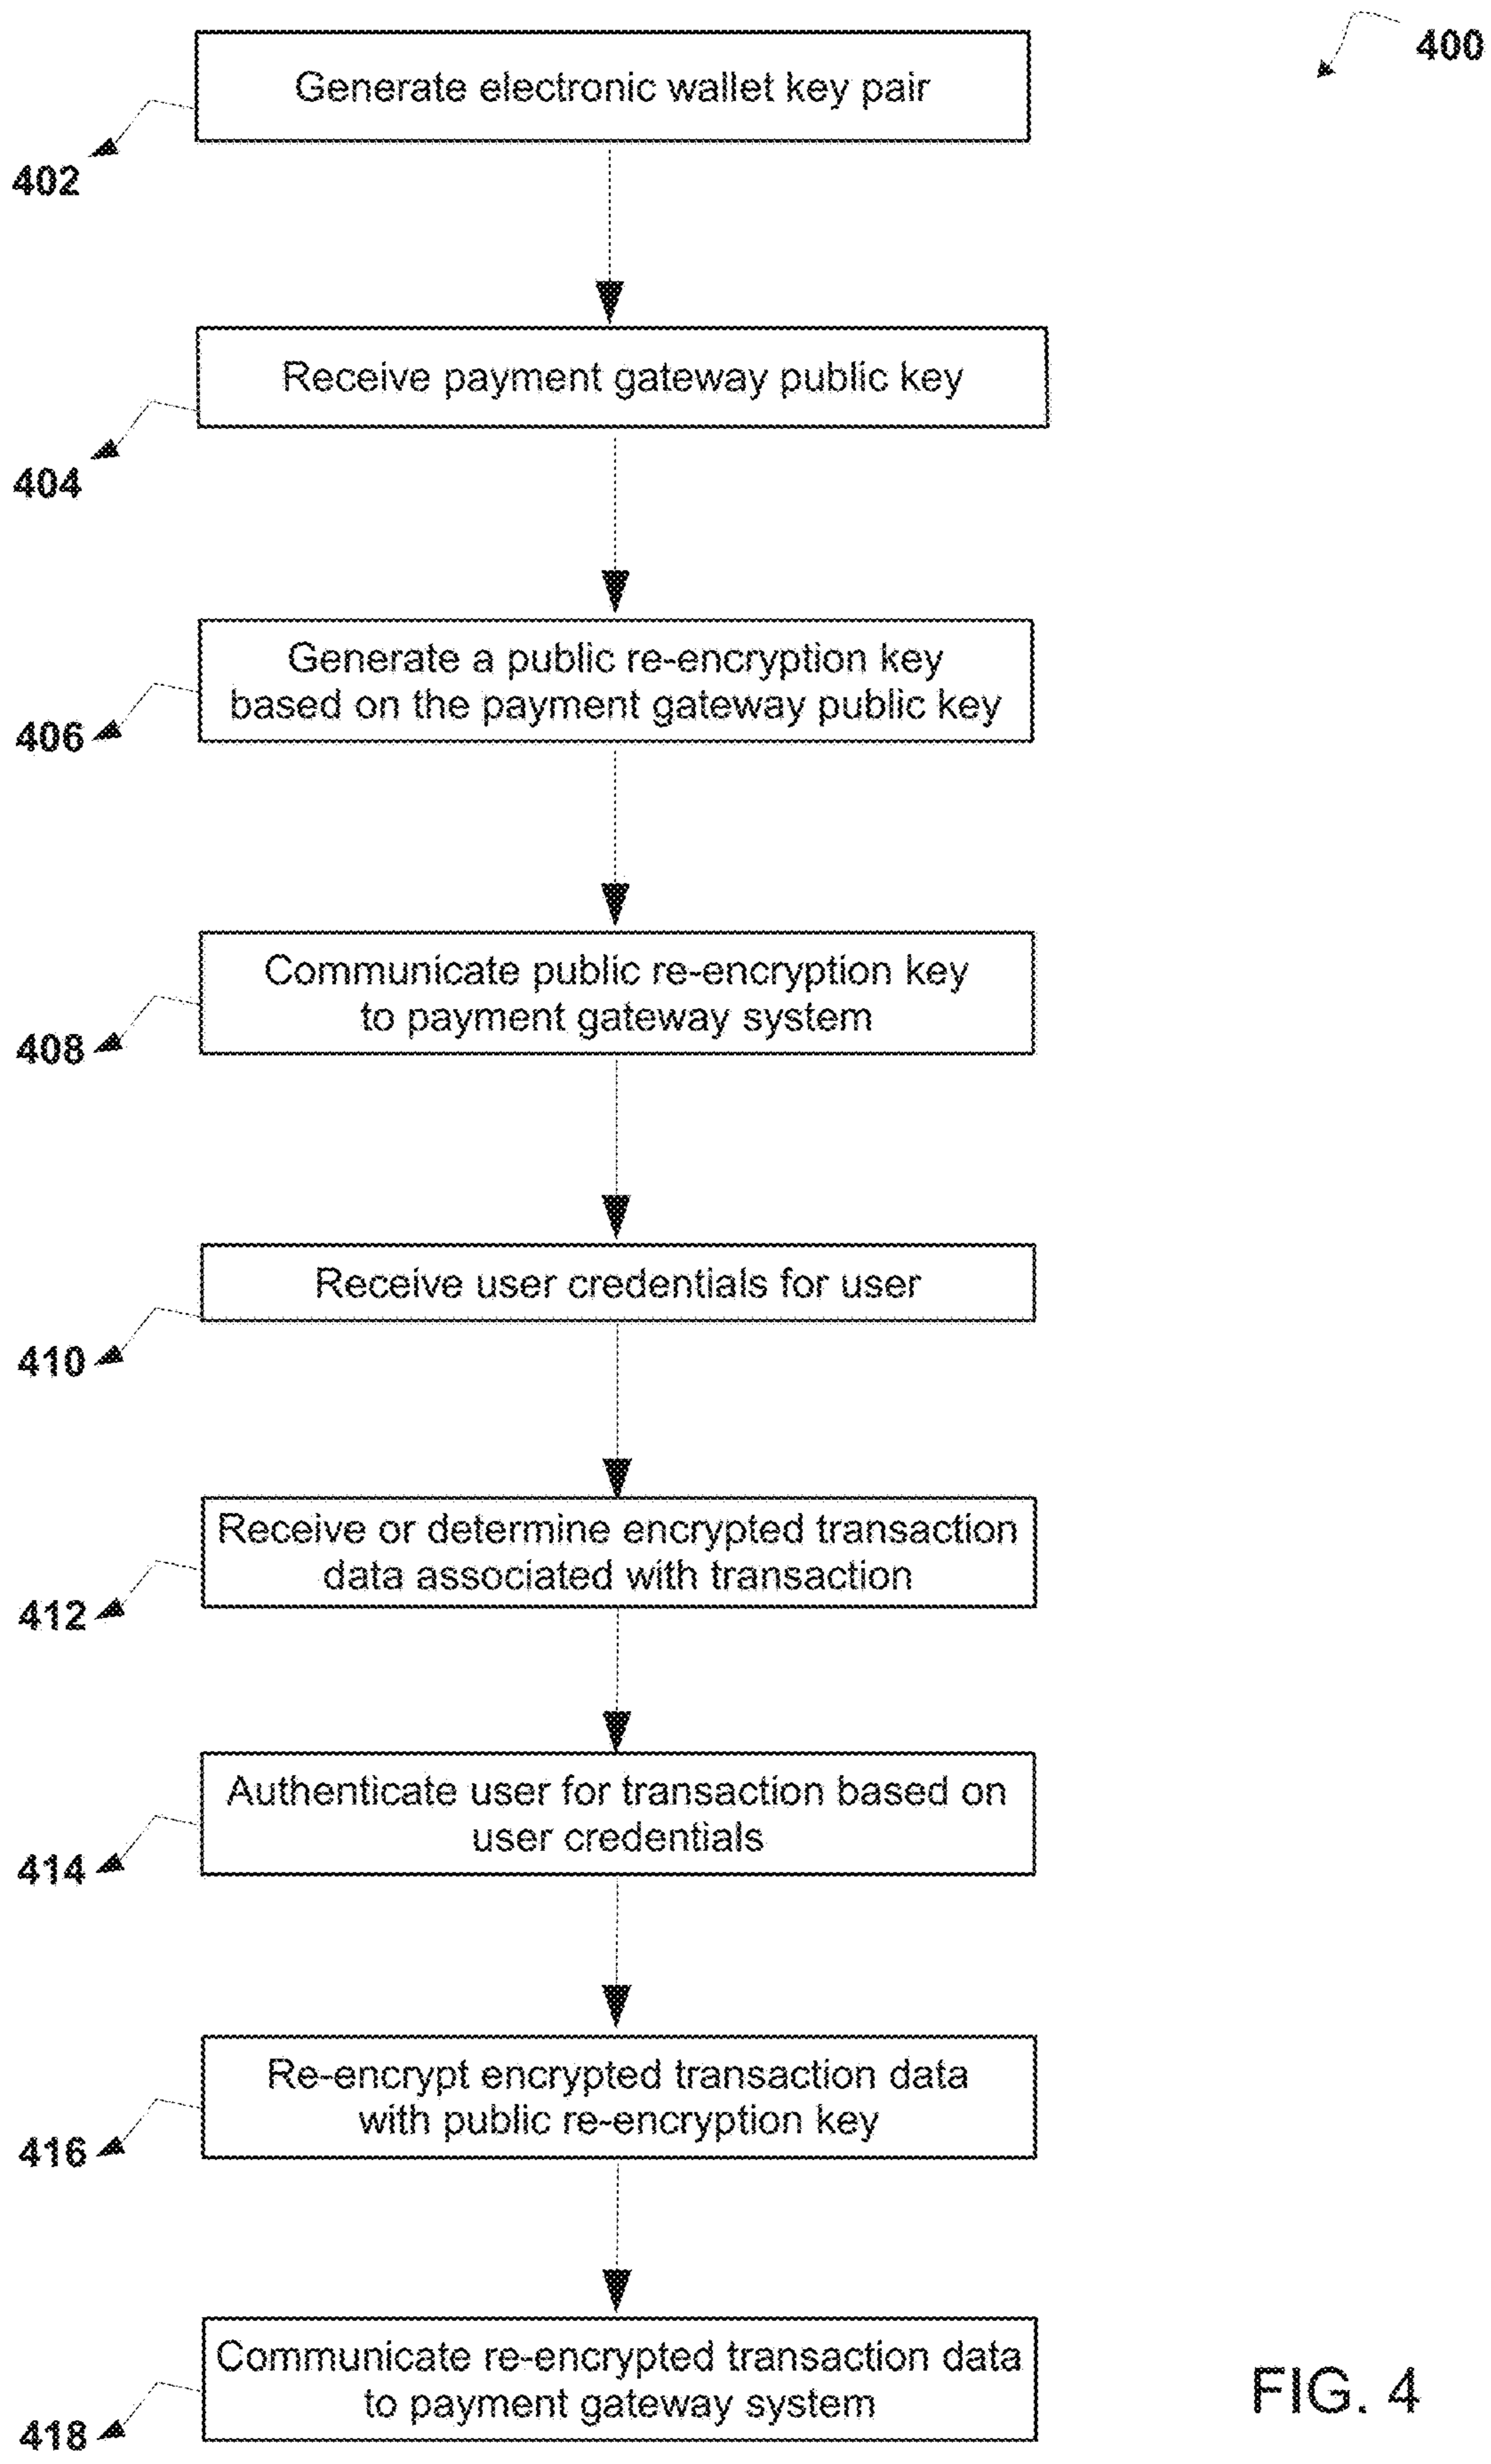 400
Generate electronic wallet key pair
402
Receive payment gateway public key
404
Generate a public re-encryption key
based on the payment gateway public key
406
Communicate public re-encryption key
to payment gateway system
408
Receive user credentials for user
410
Receive or determine encrypted transaction
data associated with transaction
412
Authenticate user for transaction based on
user credentials
414
Re-encrypt encrypted transaction data
with public re-encryption key
416
Communicate re-encrypted transaction data
to payment gateway system
418
FIG. 4